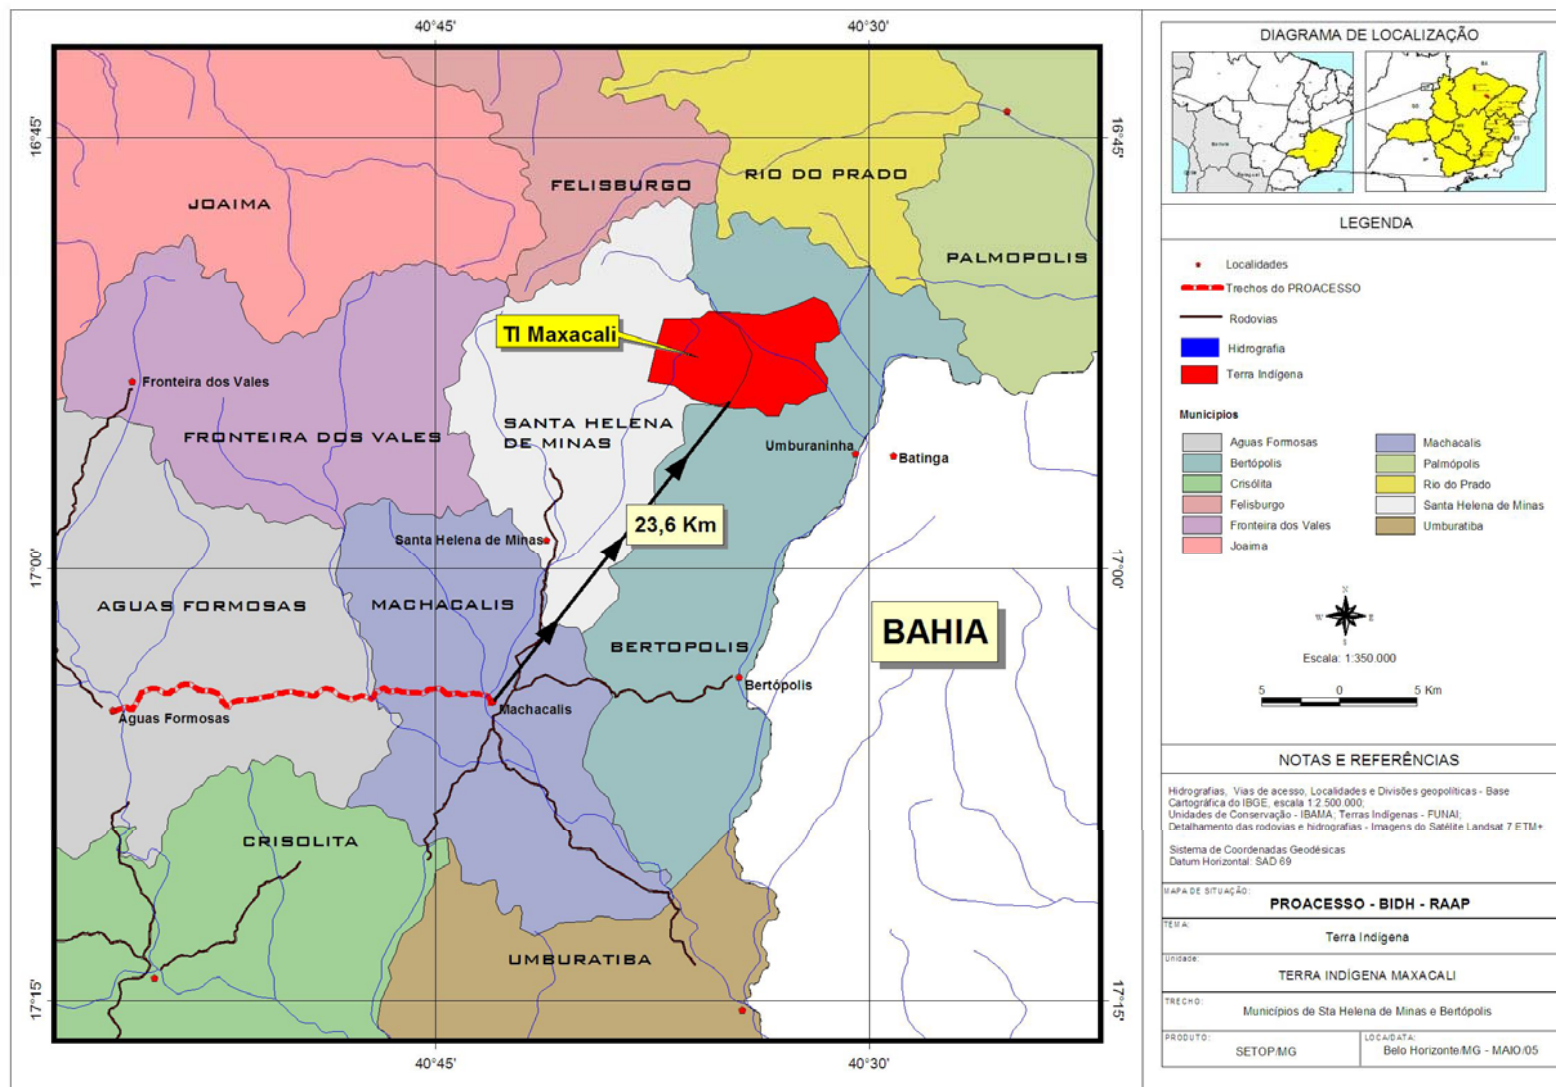 40°45'
40°30'
16°45'
16°45'
JOAIMA
FELISBURGO
RIO DO PRADO
PALMOPOLIS
TI Maxacali
Fronteira dos Vales
FRONTEIRA DOS VALES
SANTA HELENA
DE MINAS
Umburaninha
Batinga
23,6 Km
Santa Helena de Minas
17°00'
17°00'
AGUAS FORMOSAS
MACHACALIS
BERTOPOLIS
BAHIA
Bertópolis
Aguas Formosas
Machacalis
CRISOLITA
UMBURATIBA
17°15'
17°15'
40°45'
40°30'
DIAGRAMA DE LOCALIZAÇÃO
LEGENDA
Localidades
Trechos do PROACESSO
Rodovias
Hidrografia
Terra Indígena
Municipios
Aguas Formosas
Bertópolis
Crisólita
Felisburgo
Fronteira dos Vales
Joaima
Machacalis
Palmópolis
Rio do Prado
Santa Helena de Minas
Umburatiba
N
W E
S
Escala: 1:350.000
5 0 5 Km
NOTAS E REFERÊNCIAS
Hidrografias, Vias de acesso, Localidades e Divisões geopolíticas - Base
Cartográfica do IBGE, escala 1:2.500.000;
Unidades de Conservação - IBAMA; Terras Indígenas - FUNAI;
Detalhamento das rodovias e hidrografias - Imagens do Satélite Landsat 7 ETM+
Sistema de Coordenadas Geodésicas
Datum Horizontal: SAD 69
MAPA DE SITUAÇÃO:
PROACESSO - BIDH - RAAP
TEMA:
Terra Indígena
Unidade:
TERRA INDÍGENA MAXACALI
TRECHO:
Municípios de Sta Helena de Minas e Bertópolis
PRODUTO:
SETOP/MG
LOCA/DATA:
Belo Horizonte/MG - MAIO/05